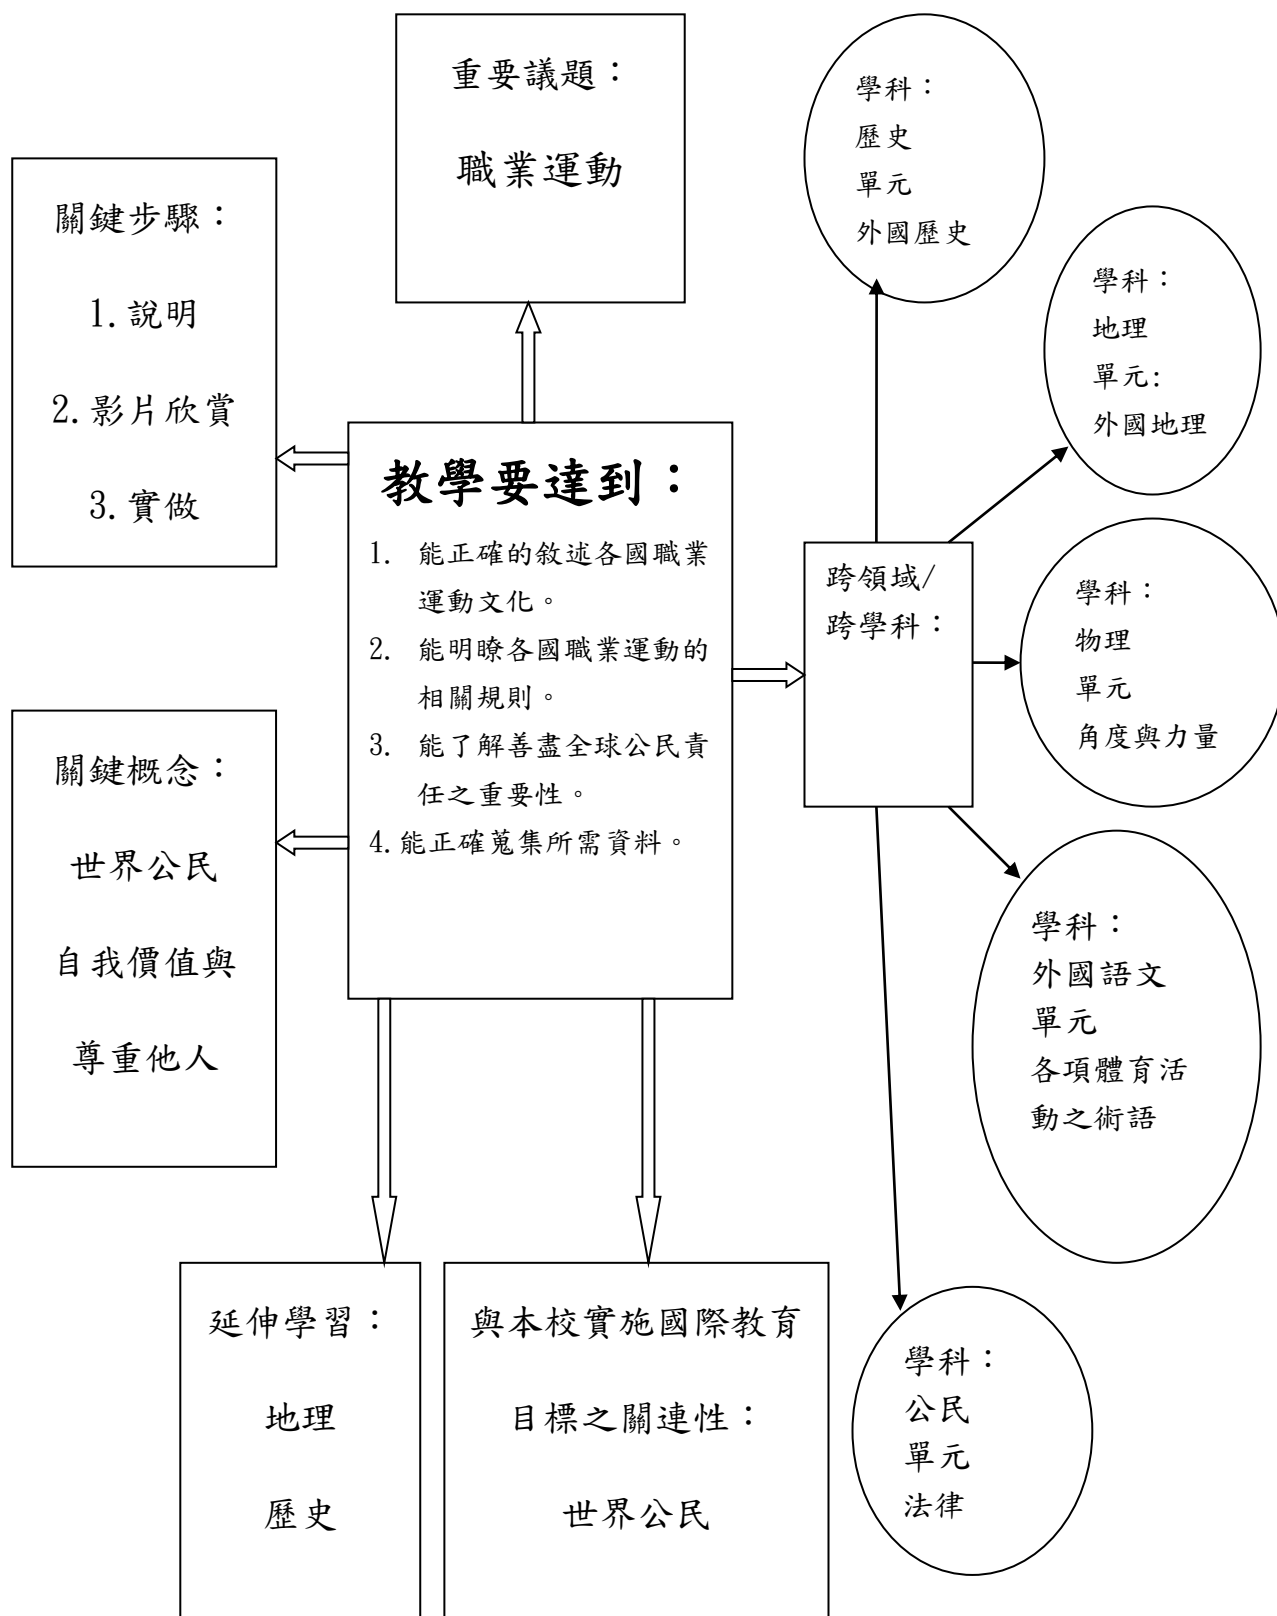 重要議題：
職業運動
學科：
歷史
單元
外國歷史
關鍵步驟：
1.說明
2.影片欣賞
3.實做
學科：
地理
單元:
外國地理
教學要達到：
1. 能正確的敘述各國職業
運動文化。
2. 能明瞭各國職業運動的
相關規則。
3. 能了解善盡全球公民責
任之重要性。
4.能正確蒐集所需資料。
跨領域/
跨學科：
學科：
物理
單元
角度與力量
關鍵概念：
世界公民
自我價值與
尊重他人
學科：
外國語文
單元
各項體育活
動之術語
延伸學習：
地理
歷史
與本校實施國際教育
目標之關連性：
世界公民
學科：
公民
單元
法律